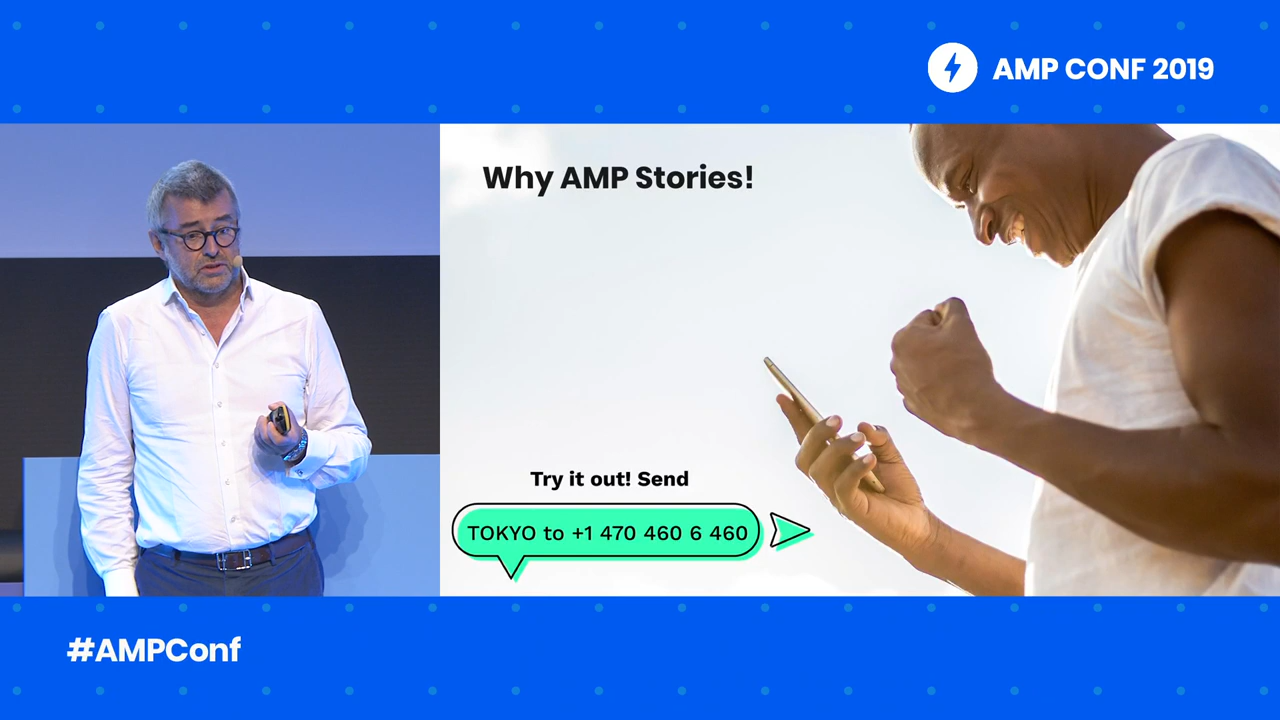 AMP CONF 2019
Why AMP Stories!
Try it out! Send
TOKYO to +1 470 460 6 460
#AMPConf